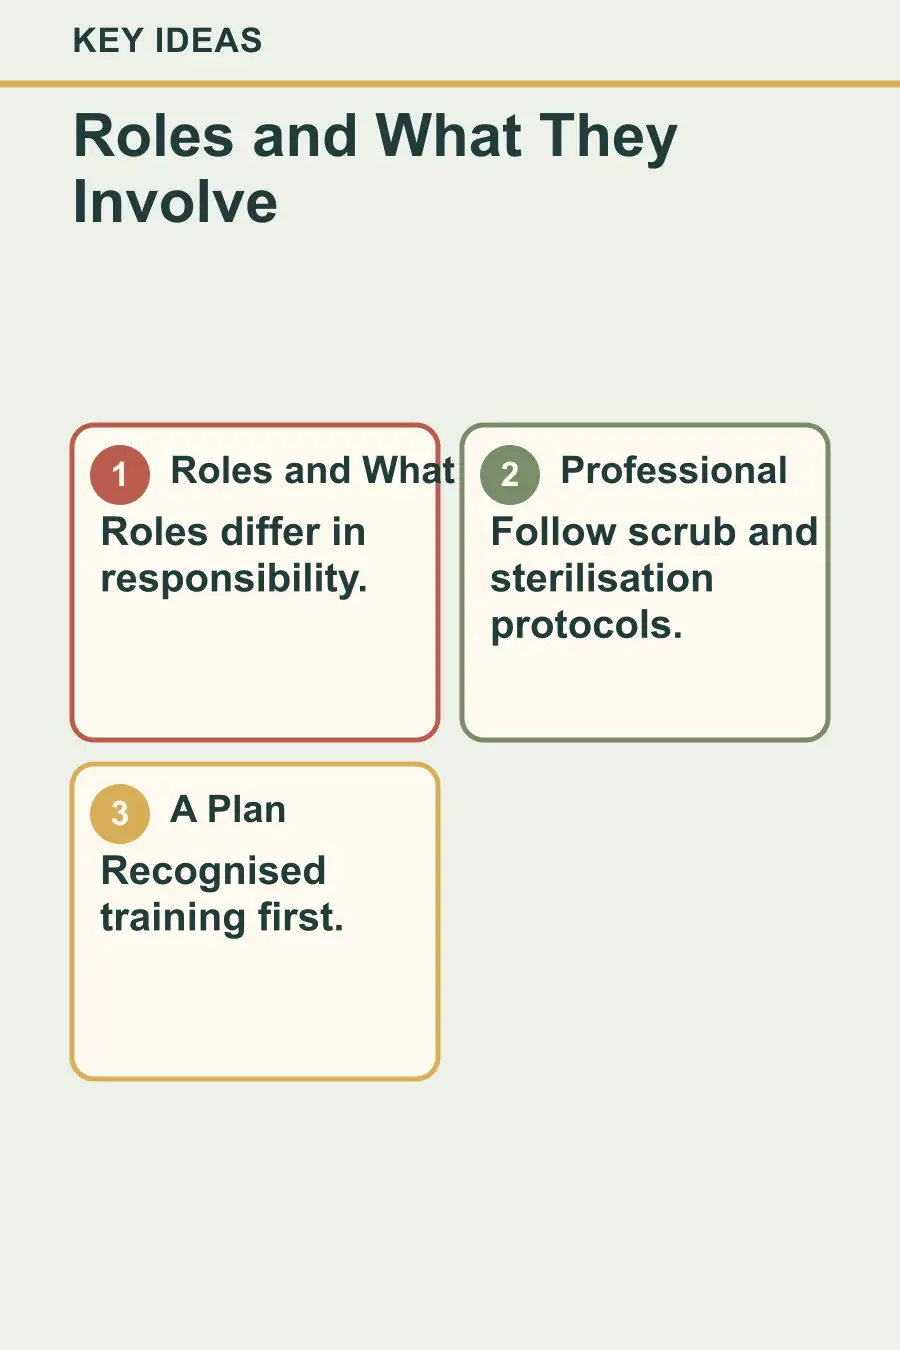 KEY IDEAS
Roles and What They
Involve
1
Roles and What
Roles differ in
responsibility.
2
Professional
Follow scrub and
sterilisation
protocols.
3
A Plan
Recognised
training first.